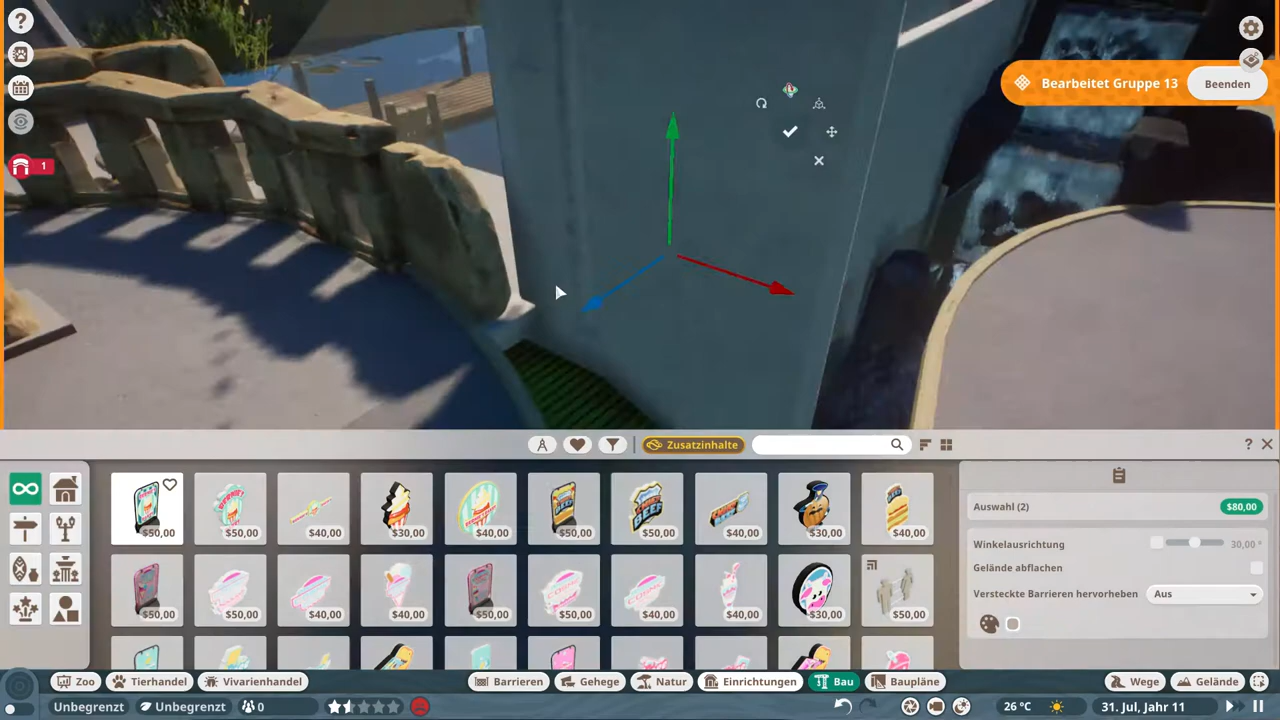 Bearbeitet Gruppe 13
Beenden
1
Zusatzinhalte
?
$50,00 $50,00 $40,00 $30,00 $40,00 $50,00 $50,00 $40,00 $30,00 $40,00
$50,00 $50,00 $40,00 $40,00 $50,00 $50,00 $40,00 $40,00 $30,00 $50,00
Auswahl (2) $80,00
Winkelausrichtung 30,00 °
Gelände abflachen
Versteckte Barrieren hervorheben Aus
Zoo Tierhandel Vivarienhandel Barrieren Gehege Natur Einrichtungen Bau Baupläne Wege Gelände
Unbegrenzt Unbegrenzt 0 26 °C 31. Jul, Jahr 11